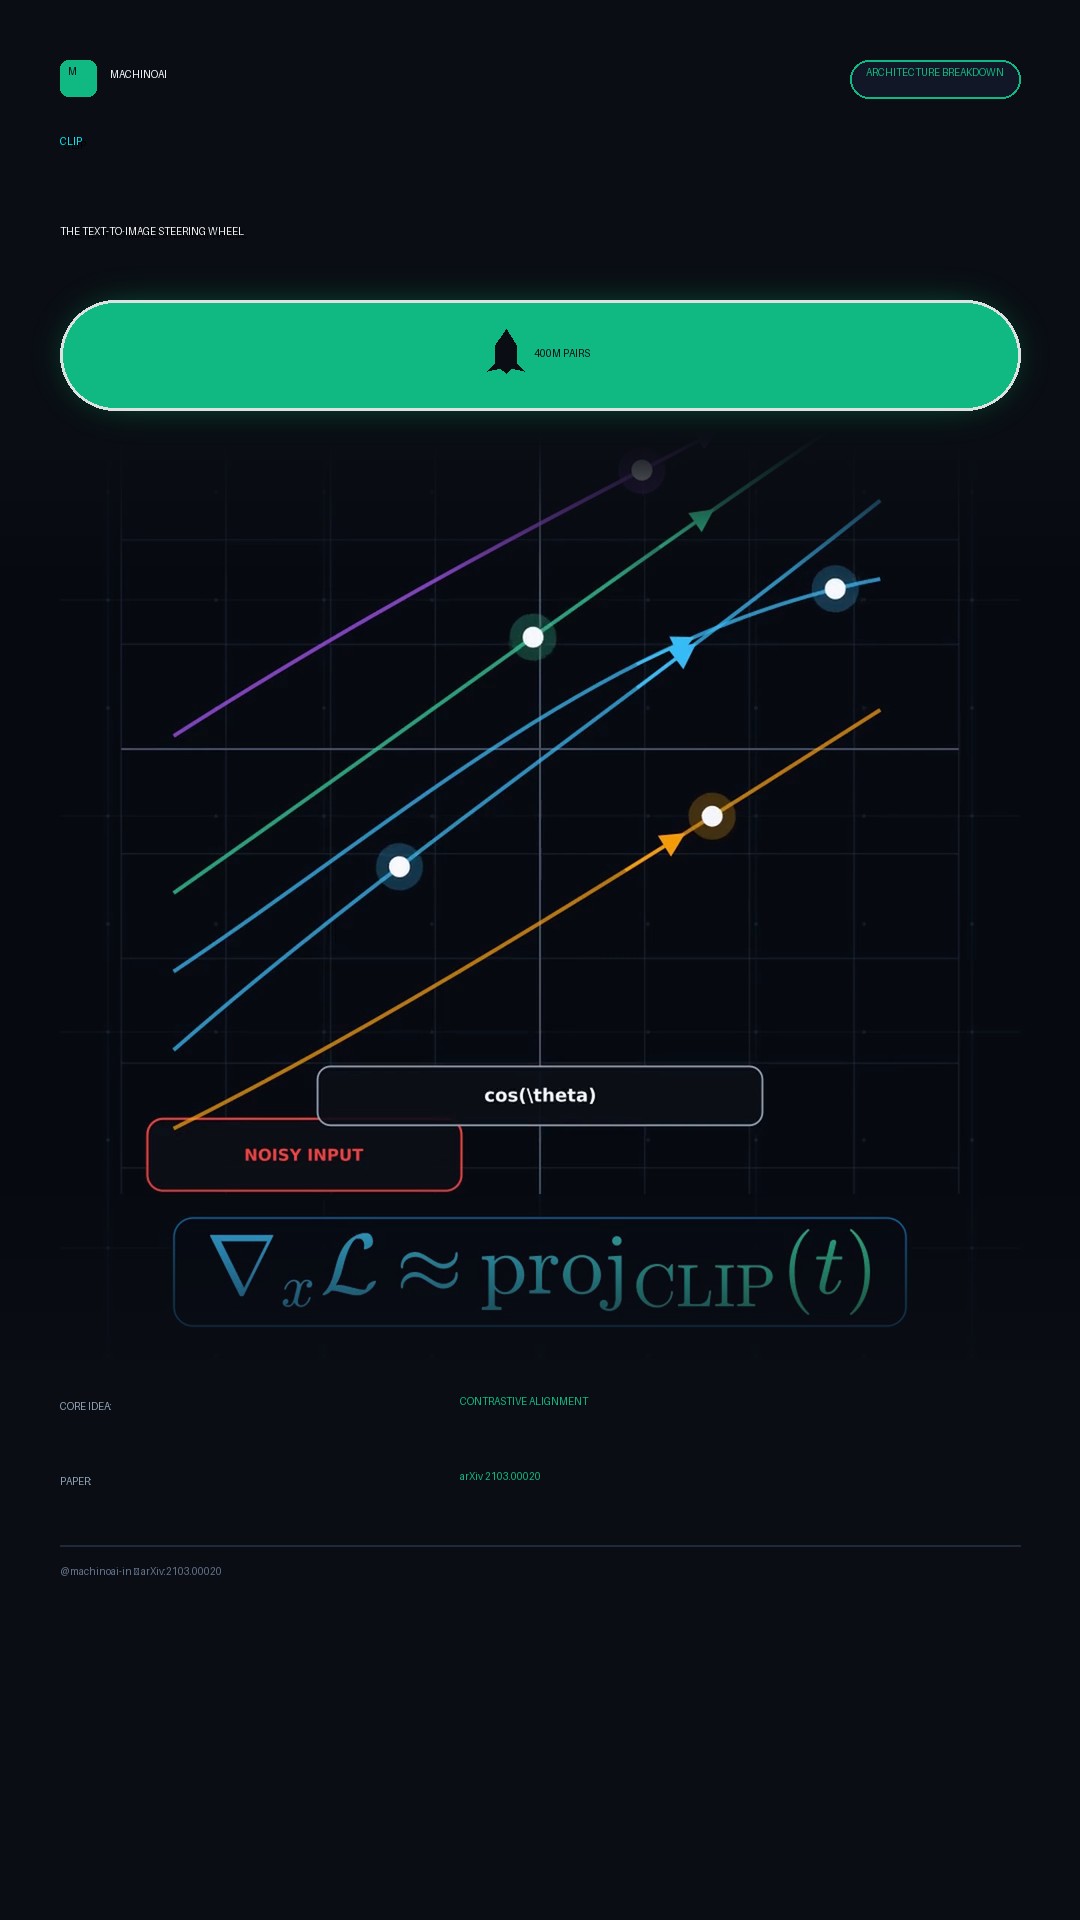 M
MACHINOAI
ARCHITECTURE BREAKDOWN
CLIP
THE TEXT-TO-IMAGE STEERING WHEEL
400M PAIRS
cos(\theta)
NOISY INPUT
∇ₓ𝓛 ≈ proj_CLIP(t)
CORE IDEA:
CONTRASTIVE ALIGNMENT
PAPER:
arXiv 2103.00020
@machinoai-in ▯ arXiv:2103.00020